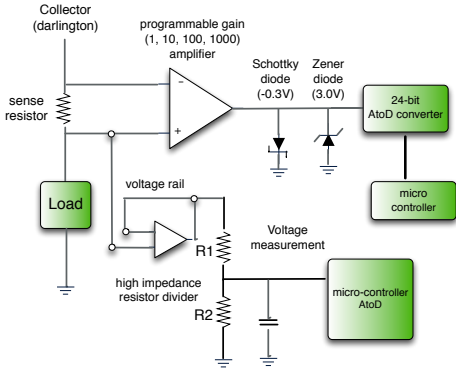 Collector
(darlington)
programmable gain
(1, 10, 100, 1000)
amplifier
Schottky
diode
(-0.3V)
Zener
diode
(3.0V)
−
+
sense
resistor
24-bit
AtoD converter
micro
controller
Load
voltage rail
R1
Voltage
measurement
high impedance
resistor divider
R2
micro-controller
AtoD